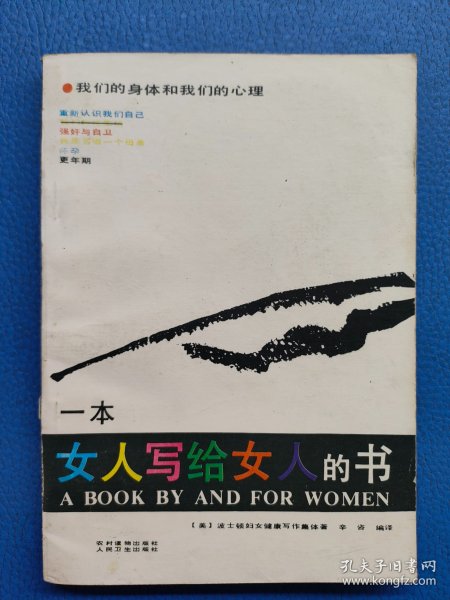 ●我们的身体和我们的心理
重新认识我们自己
强奸与自卫
怀孕
更年期
一本
女人写给女人的书
A BOOK BY AND FOR WOMEN
【美】波士顿妇女健康写作集体著 辛 咨 编译
农村读物出版社
人民卫生出版社
孔夫子旧书网